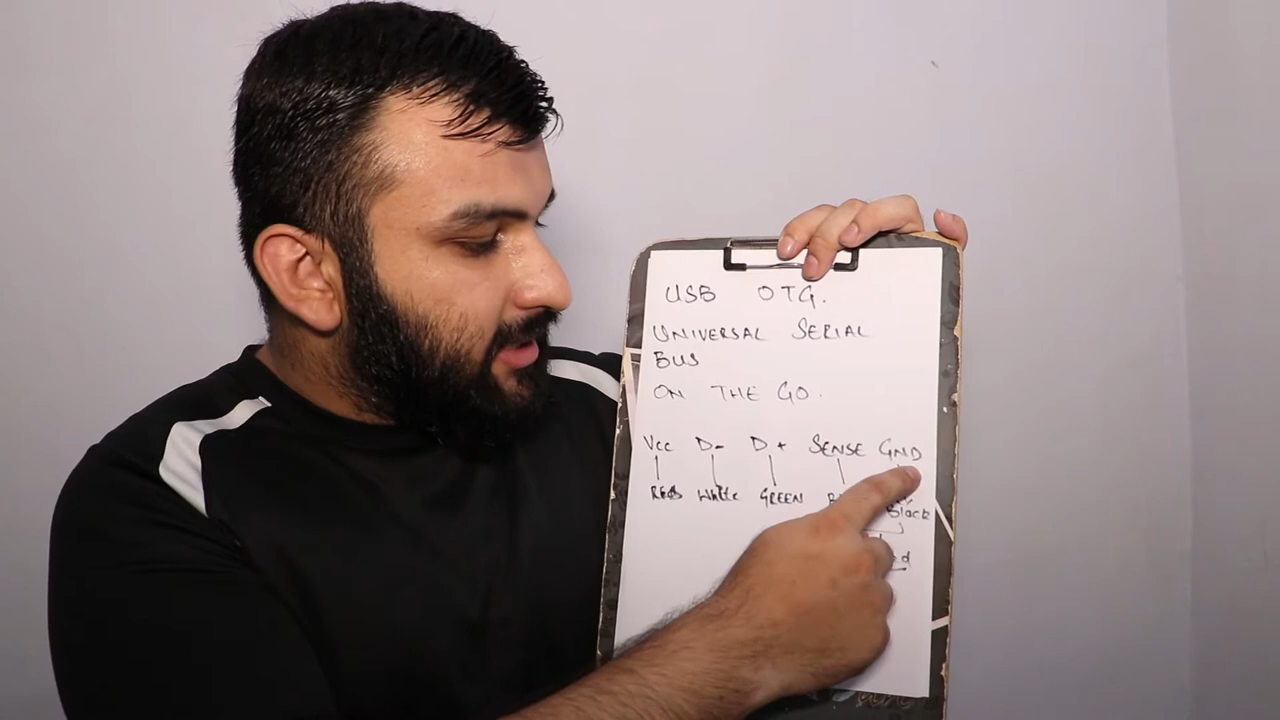 USB OTG.
UNIVERSAL SERIAL
BUS
ON THE GO.
Vcc D- D+ SENSE GND
RED White GREEN
Black